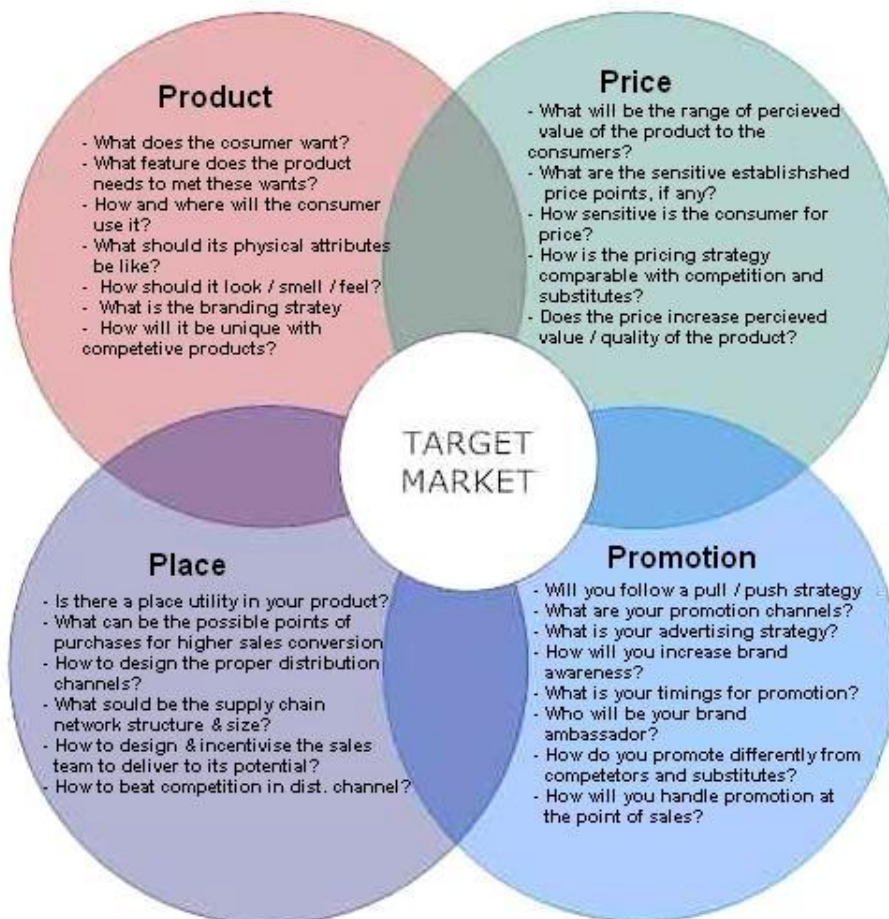 Product
- What does the cosumer want?
- What feature does the product
needs to met these wants?
- How and where will the consumer
use it?
- What should its physical attributes
be like?
- How should it look / smell / feel?
- What is the branding stratey
- How will it be unique with
competetive products?
Price
- What will be the range of percieved
value of the product to the
consumers?
- What are the sensitive establishshed
price points, if any?
- How sensitive is the consumer for
price?
- How is the pricing strategy
comparable with competition and
substitutes?
- Does the price increase percieved
value / quality of the product?
TARGET
MARKET
Place
- Is there a place utility in your product?
- What can be the possible points of
purchases for higher sales conversion
- How to design the proper distribution
channels?
- What sould be the supply chain
network structure & size?
- How to design & incentivise the sales
team to deliver to its potential?
- How to beat competition in dist. channel?
Promotion
- Will you follow a pull / push strategy
- What are your promotion channels?
- What is your advertising strategy?
- How will you increase brand
awareness?
- What is your timings for promotion?
- Who will be your brand
ambassador?
- How do you promote differently from
competetors and substitutes?
- How will you handle promotion at
the point of sales?